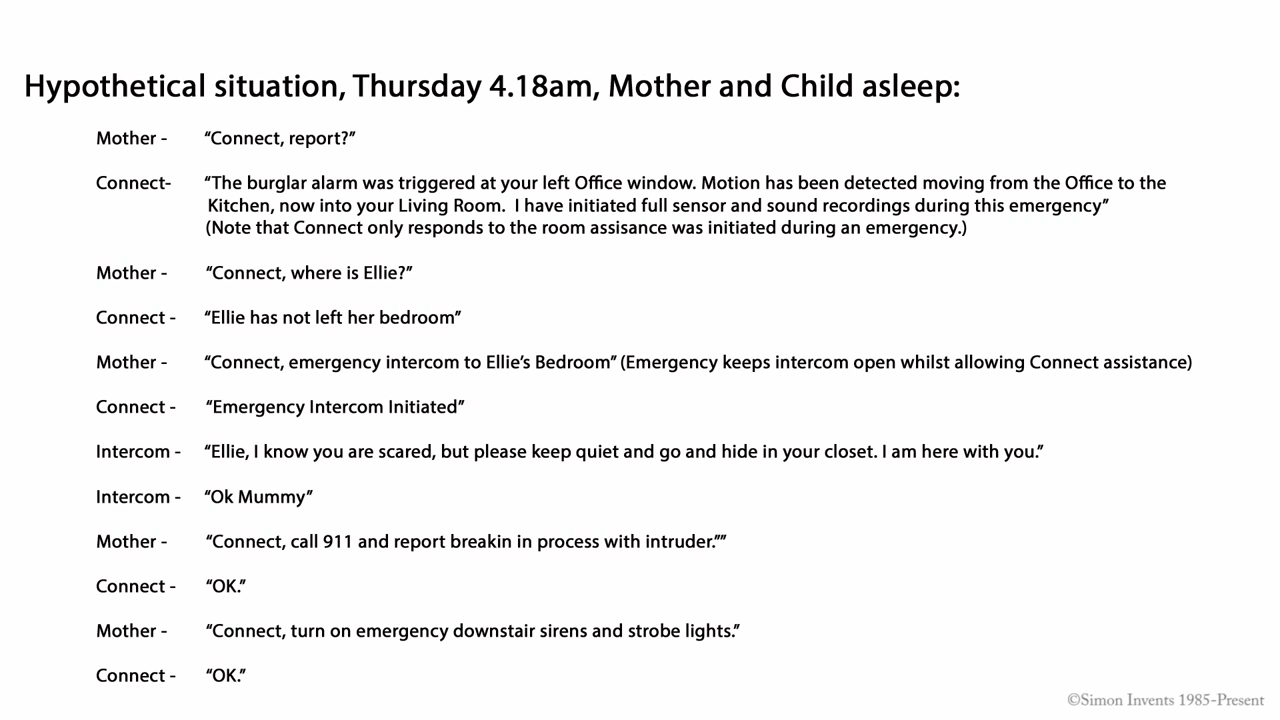 Hypothetical situation, Thursday 4.18am, Mother and Child asleep:
Mother - “Connect, report?”
Connect- “The burglar alarm was triggered at your left Office window. Motion has been detected moving from the Office to the
Kitchen, now into your Living Room. I have initiated full sensor and sound recordings during this emergency”
(Note that Connect only responds to the room assisance was initiated during an emergency.)
Mother - “Connect, where is Ellie?”
Connect - “Ellie has not left her bedroom”
Mother - “Connect, emergency intercom to Ellie’s Bedroom” (Emergency keeps intercom open whilst allowing Connect assistance)
Connect - “Emergency Intercom Initiated”
Intercom - “Ellie, I know you are scared, but please keep quiet and go and hide in your closet. I am here with you.”
Intercom - “Ok Mummy”
Mother - “Connect, call 911 and report breakin in process with intruder.””
Connect - “OK.”
Mother - “Connect, turn on emergency downstair sirens and strobe lights.”
Connect - “OK.”
©Simon Invents 1985-Present